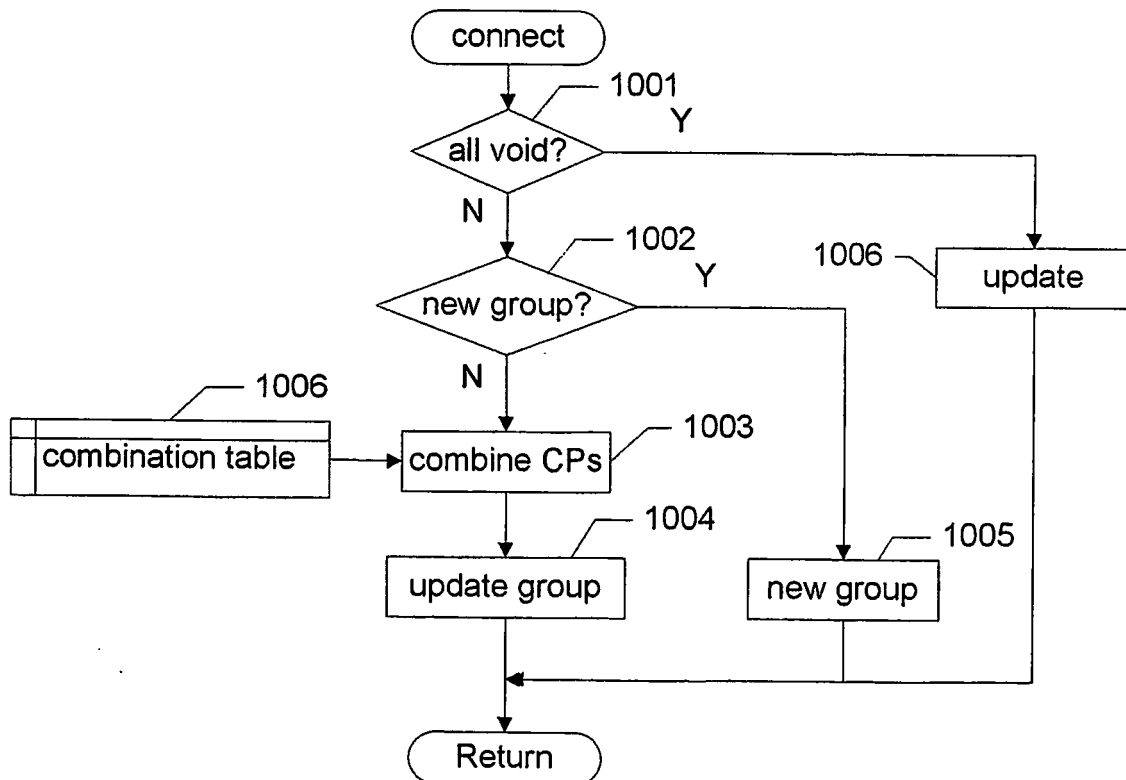 connect
1001
Y
all void?
N
1002
Y
1006
update
new group?
N
1006
combination table
combine CPs
1003
1004
1005
update group
new group
Return